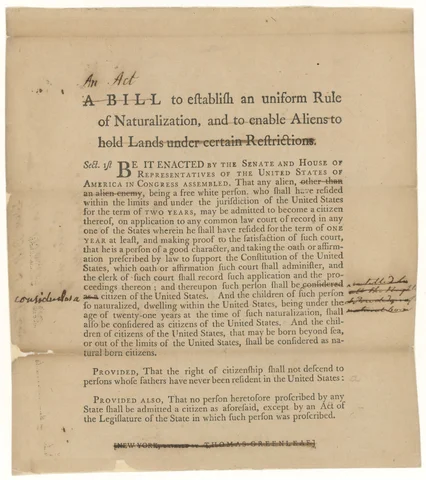 An Act
A BILL to establish an uniform Rule
of Naturalization, and to enable Aliens to
hold Lands under certain Restrictions.
Sect. 1st BE IT ENACTED BY THE SENATE AND HOUSE OF
REPRESENTATIVES OF THE UNITED STATES OF
AMERICA IN CONGRESS ASSEMBLED, That any alien, other than
an alien enemy, being a free white person, who shall have resided
within the limits and under the jurisdiction of the United States
for the term of TWO YEARS, may be admitted to become a citizen
thereof, on application to any common law court of record in any
one of the States wherein he shall have resided for the term of ONE
YEAR at least, and making proof to the satisfaction of such court,
that he is a person of a good character, and taking the oath or affirm-
ation prescribed by law to support the Constitution of the United
States, which oath or affirmation such court shall administer, and
the clerk of such court shall record such application and the pro-
ceedings thereon; and thereupon such person shall be considered
considered as a
as a citizen of the United States. And the children of such person
so naturalized, dwelling within the United States, being under the
age of twenty-one years at the time of such naturalization, shall
also be considered as citizens of the United States. And the chil-
dren of citizens of the United States, that may be born beyond sea,
or out of the limits of the United States, shall be considered as na-
tural born citizens.
PROVIDED, That the right of citizenship shall not descend to
persons whose fathers have never been resident in the United States:
PROVIDED ALSO, That no person heretofore proscribed by any
State shall be admitted a citizen as aforesaid, except by an Act of
the Legislature of the State in which such person was proscribed.
[NEW-YORK, PRINTED BY THOMAS GREENLEAF.]